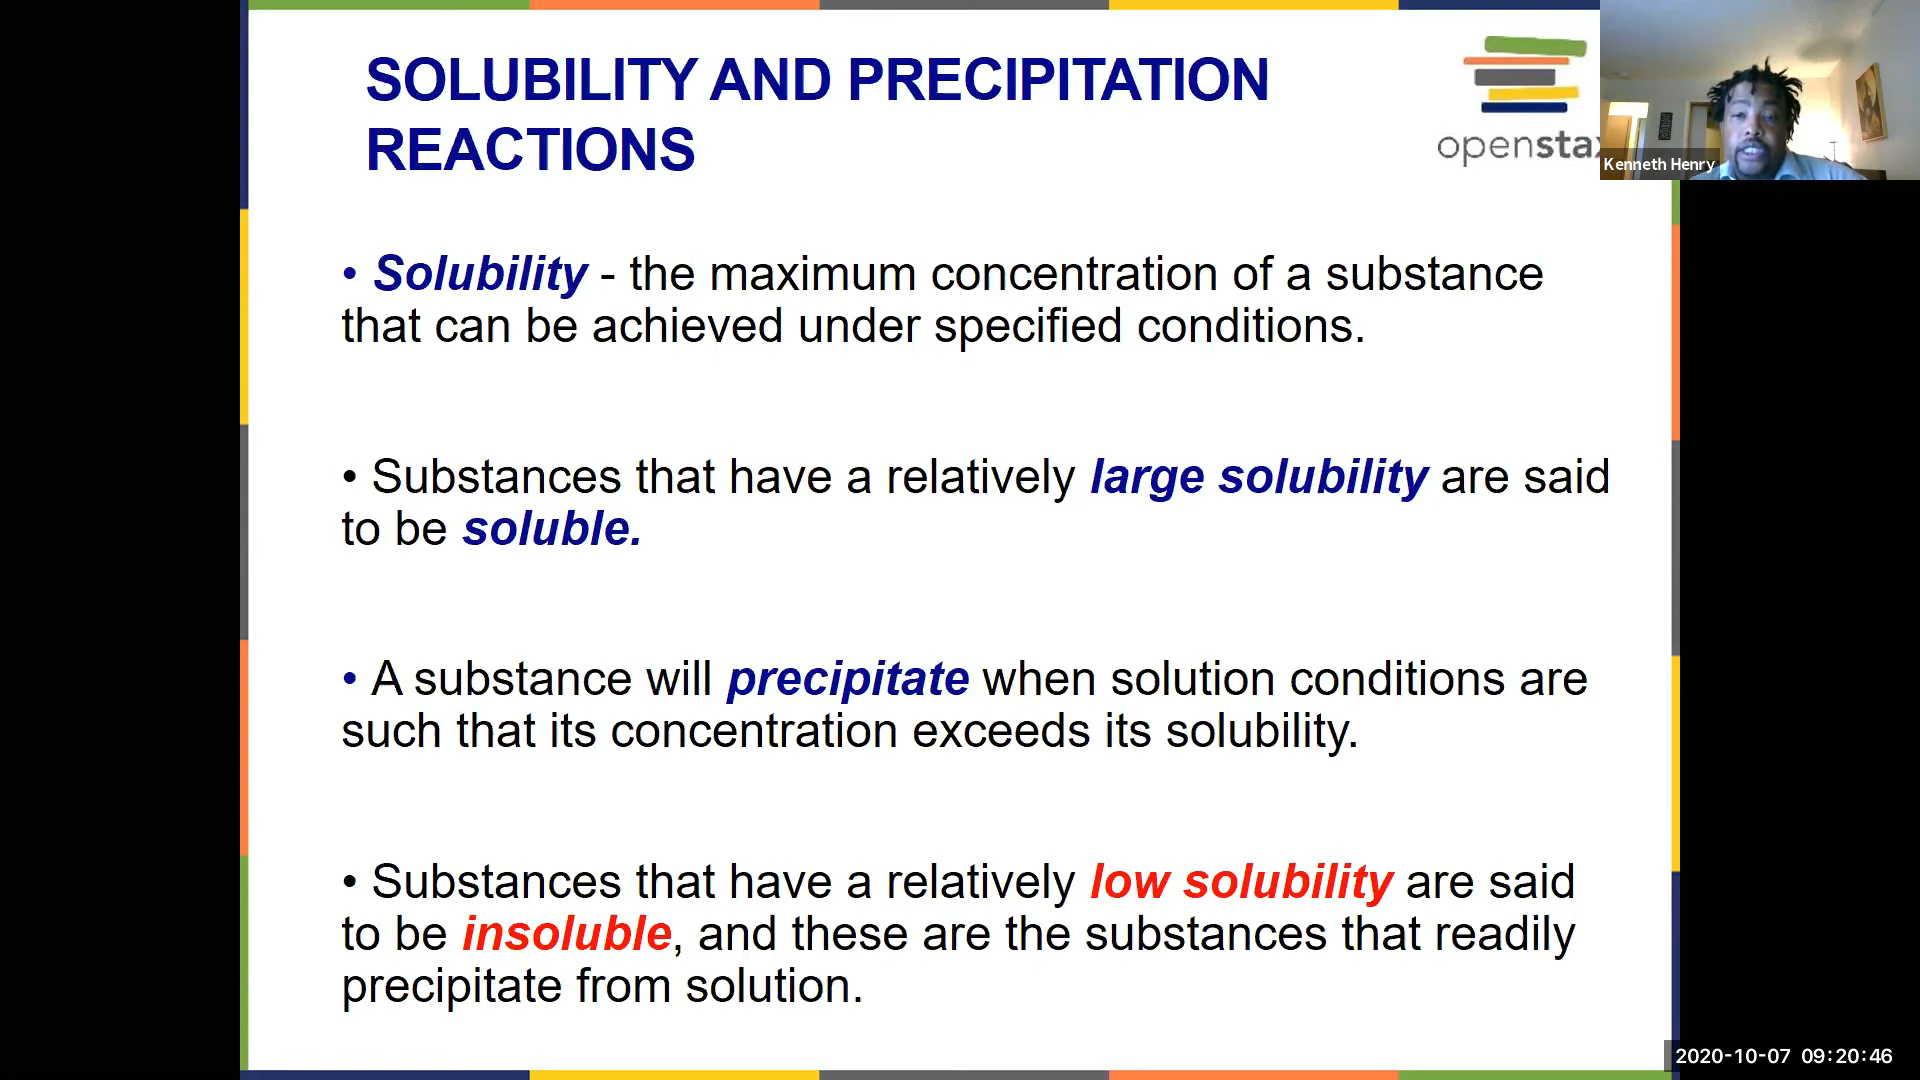 SOLUBILITY AND PRECIPITATION
REACTIONS
openstax
Kenneth Henry
• Solubility - the maximum concentration of a substance
that can be achieved under specified conditions.
• Substances that have a relatively large solubility are said
to be soluble.
• A substance will precipitate when solution conditions are
such that its concentration exceeds its solubility.
• Substances that have a relatively low solubility are said
to be insoluble, and these are the substances that readily
precipitate from solution.
2020-10-07 09:20:46